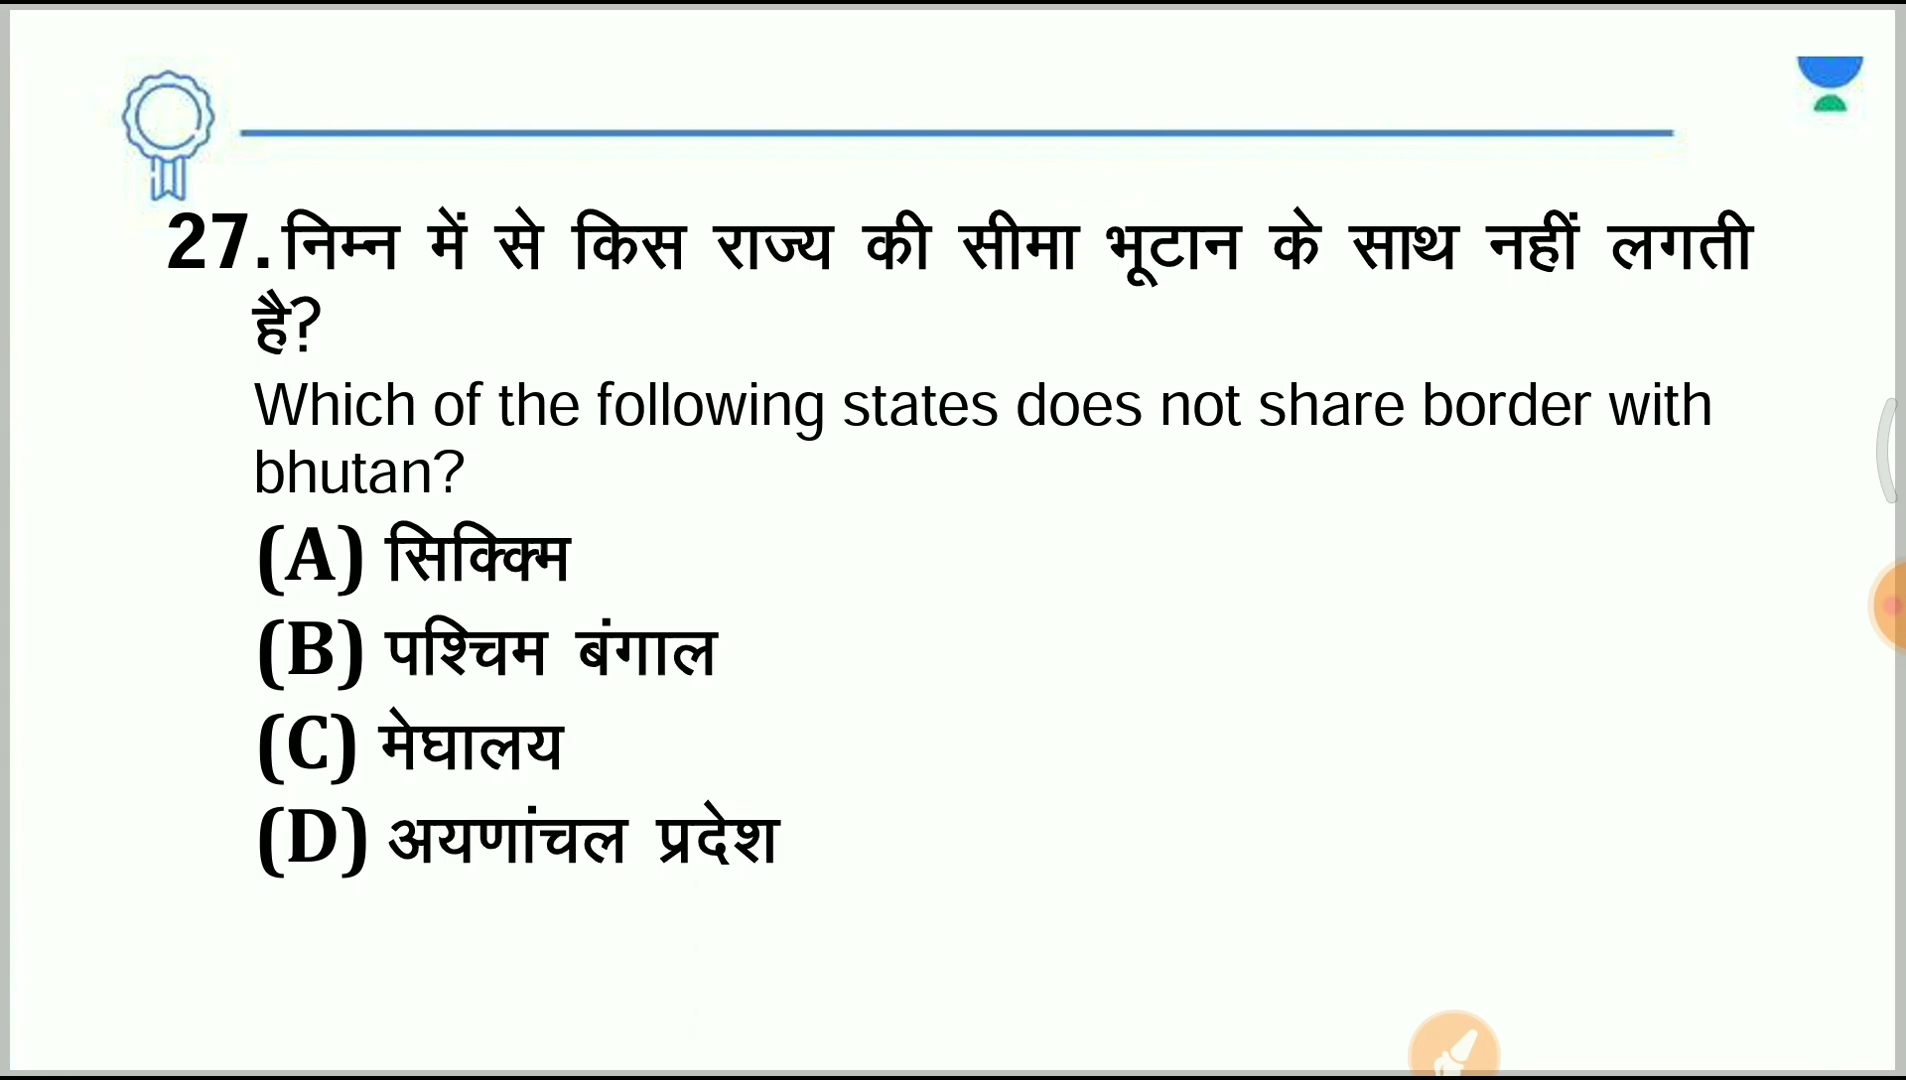 27. निम्न में से किस राज्य की सीमा भूटान के साथ नहीं लगती
है?
Which of the following states does not share border with
bhutan?
(A) सिक्किम
(B) पश्चिम बंगाल
(C) मेघालय
(D) अयणांचल प्रदेश